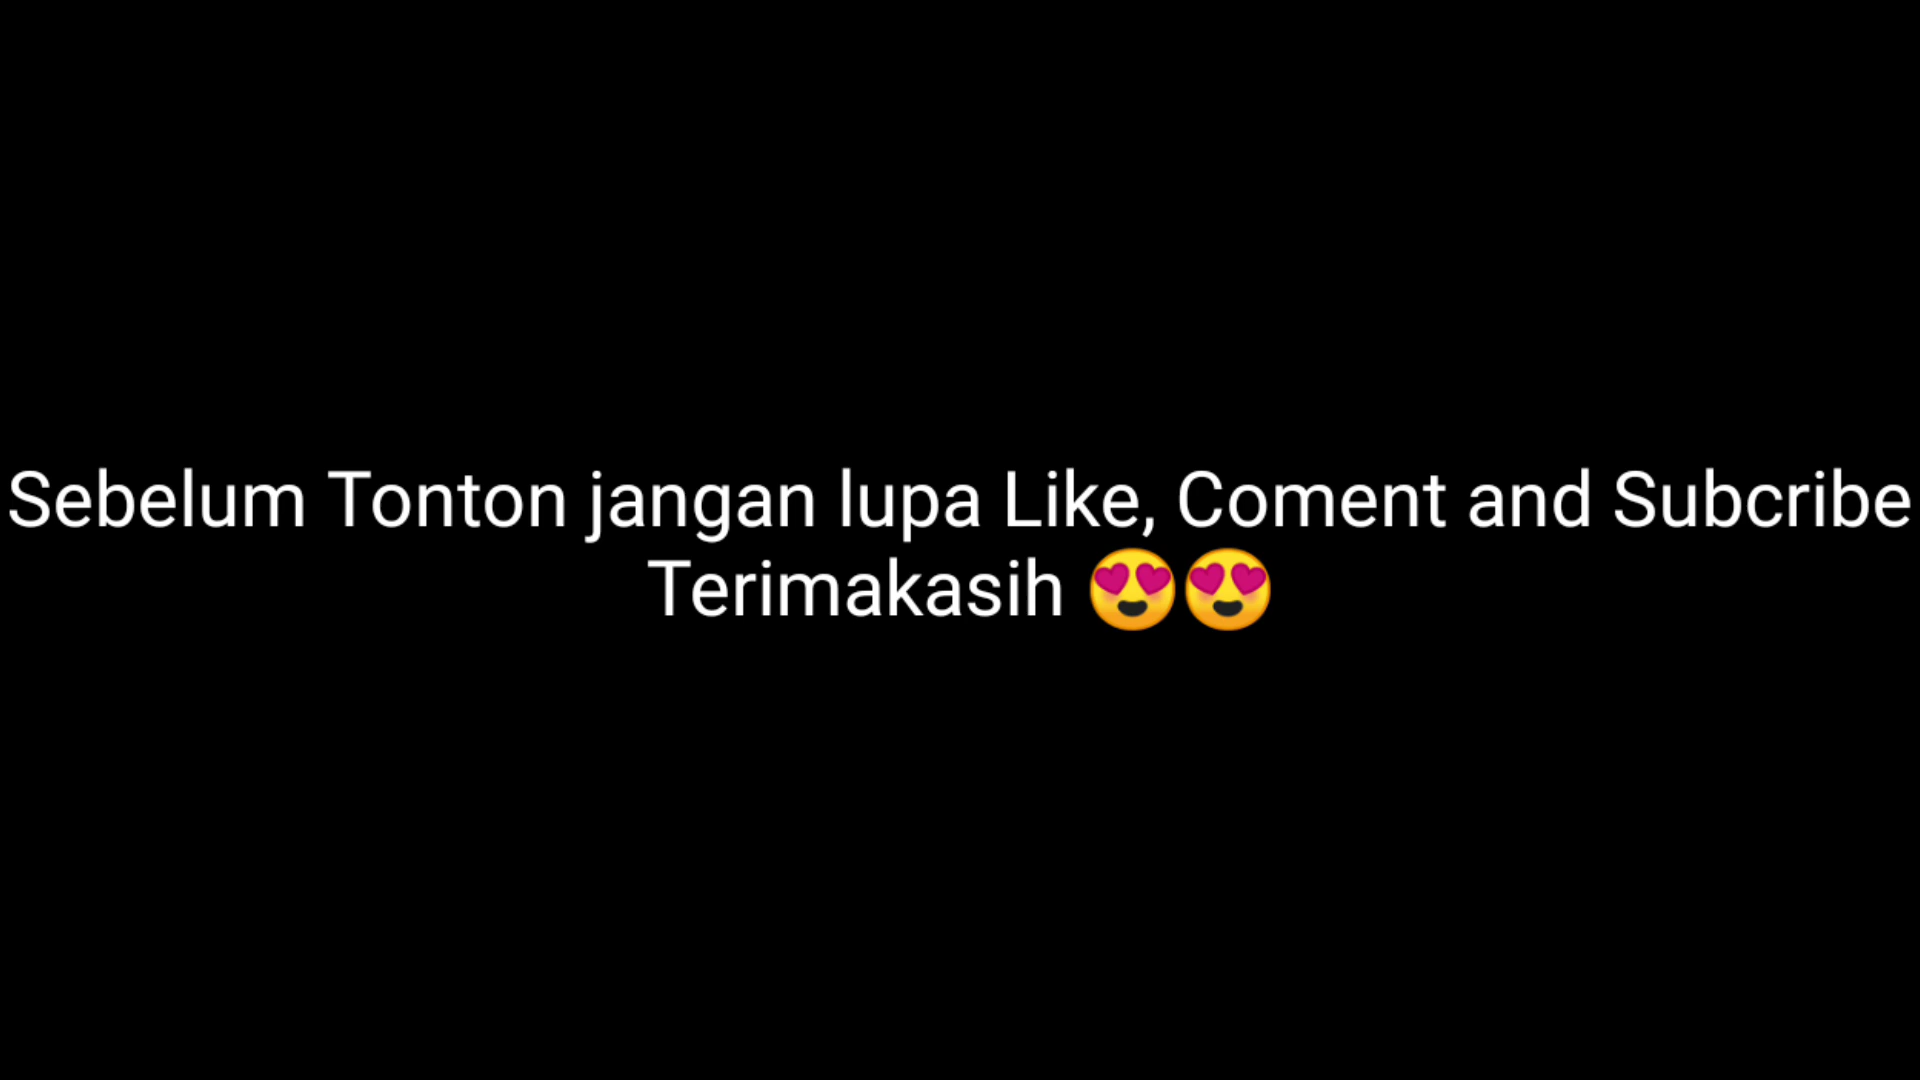 Sebelum Tonton jangan lupa Like, Coment and Subcribe
Terimakasih 😍😍